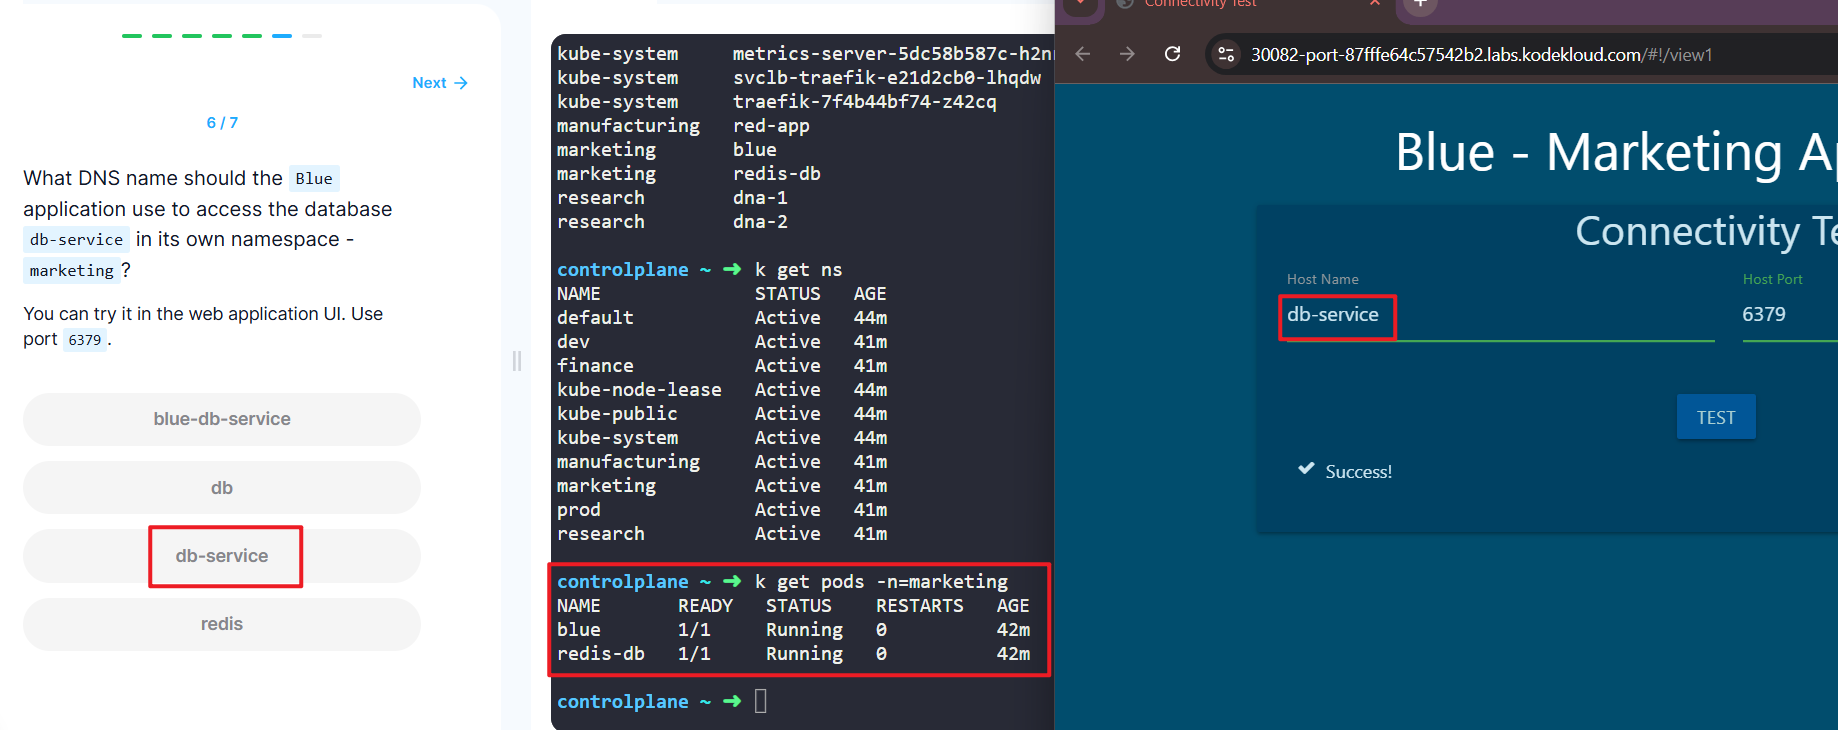 Next →
6 / 7
What DNS name should the Blue
application use to access the database
db-service in its own namespace -
marketing?
You can try it in the web application UI. Use
port 6379.
blue-db-service
db
db-service
redis
kube-system metrics-server-5dc58b587c-h2n
kube-system svclb-traefik-e21d2cb0-lhqdw
kube-system traefik-7f4b44bf74-z42cq
manufacturing red-app
marketing blue
marketing redis-db
research dna-1
research dna-2
controlplane ~ ➜ k get ns
NAME STATUS AGE
default Active 44m
dev Active 41m
finance Active 41m
kube-node-lease Active 44m
kube-public Active 44m
kube-system Active 44m
manufacturing Active 41m
marketing Active 41m
prod Active 41m
research Active 41m
controlplane ~ ➜ k get pods -n=marketing
NAME READY STATUS RESTARTS AGE
blue 1/1 Running 0 42m
redis-db 1/1 Running 0 42m
controlplane ~ ➜
Connectivity Test
30082-port-87fffe64c57542b2.labs.kodekloud.com/#!/view1
Blue - Marketing Ap
Connectivity Te
Host Name
Host Port
db-service
6379
TEST
Success!